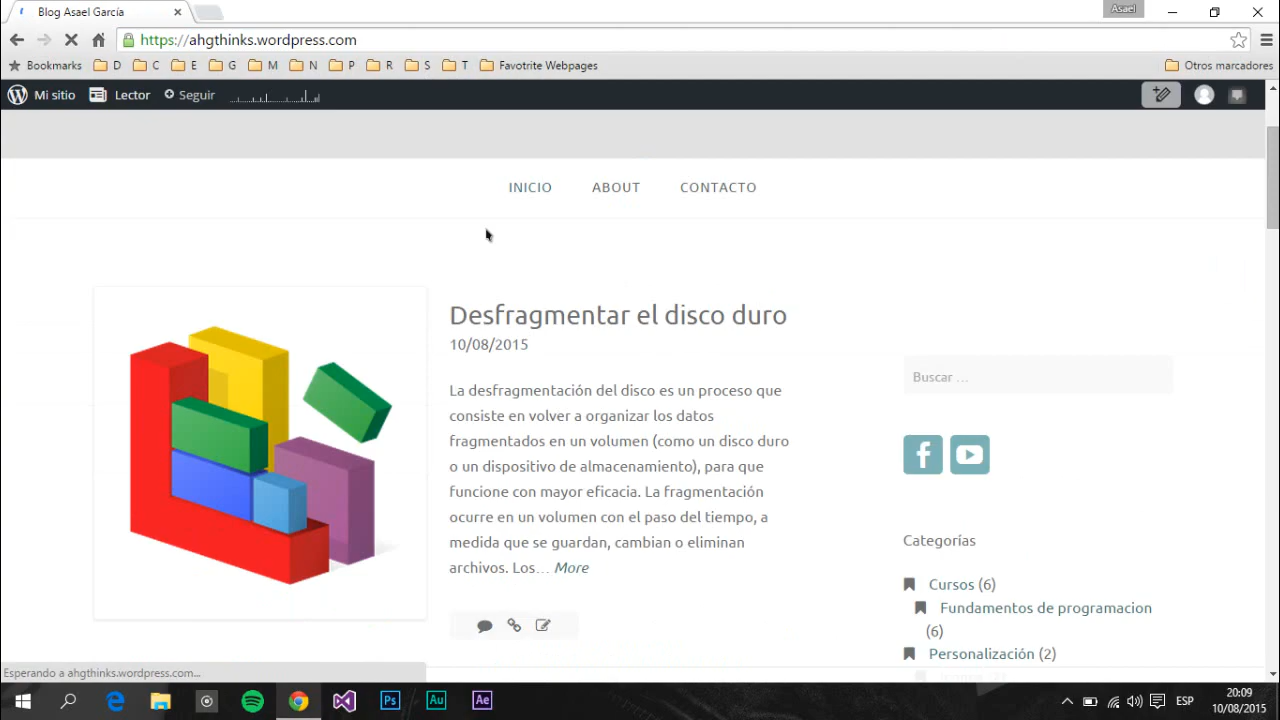 Blog Asael García
Asael
https://ahgthinks.wordpress.com
Bookmarks D C E G M N P R S T Favotrite Webpages Otros marcadores
Mi sitio Lector Seguir
INICIO ABOUT CONTACTO
Desfragmentar el disco duro
10/08/2015
La desfragmentación del disco es un proceso que
consiste en volver a organizar los datos
fragmentados en un volumen (como un disco duro
o un dispositivo de almacenamiento), para que
funcione con mayor eficacia. La fragmentación
ocurre en un volumen con el paso del tiempo, a
medida que se guardan, cambian o eliminan
archivos. Los… More
Buscar …
Categorías
Cursos (6)
Fundamentos de programacion
(6)
Personalización (2)
Esperando a ahgthinks.wordpress.com...
Ps Au Ae
ESP
20:09
10/08/2015